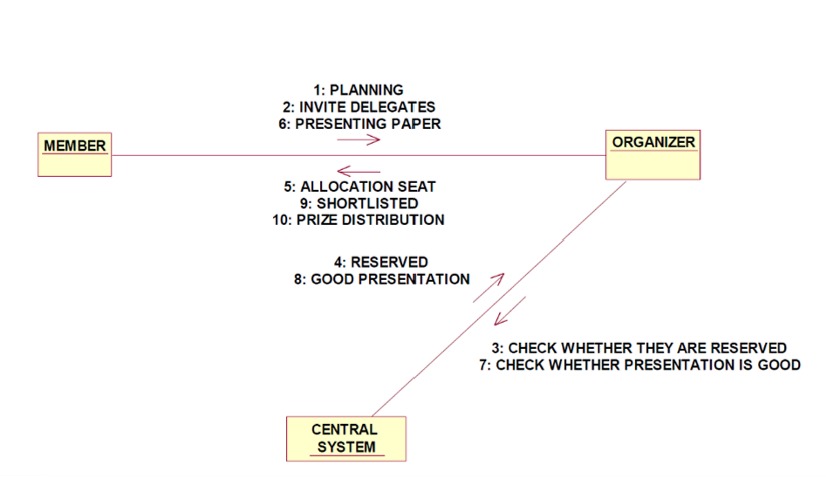 1: PLANNING
2: INVITE DELEGATES
6: PRESENTING PAPER
MEMBER
ORGANIZER
5: ALLOCATION SEAT
9: SHORTLISTED
10: PRIZE DISTRIBUTION
4: RESERVED
8: GOOD PRESENTATION
3: CHECK WHETHER THEY ARE RESERVED
7: CHECK WHETHER PRESENTATION IS GOOD
CENTRAL
SYSTEM